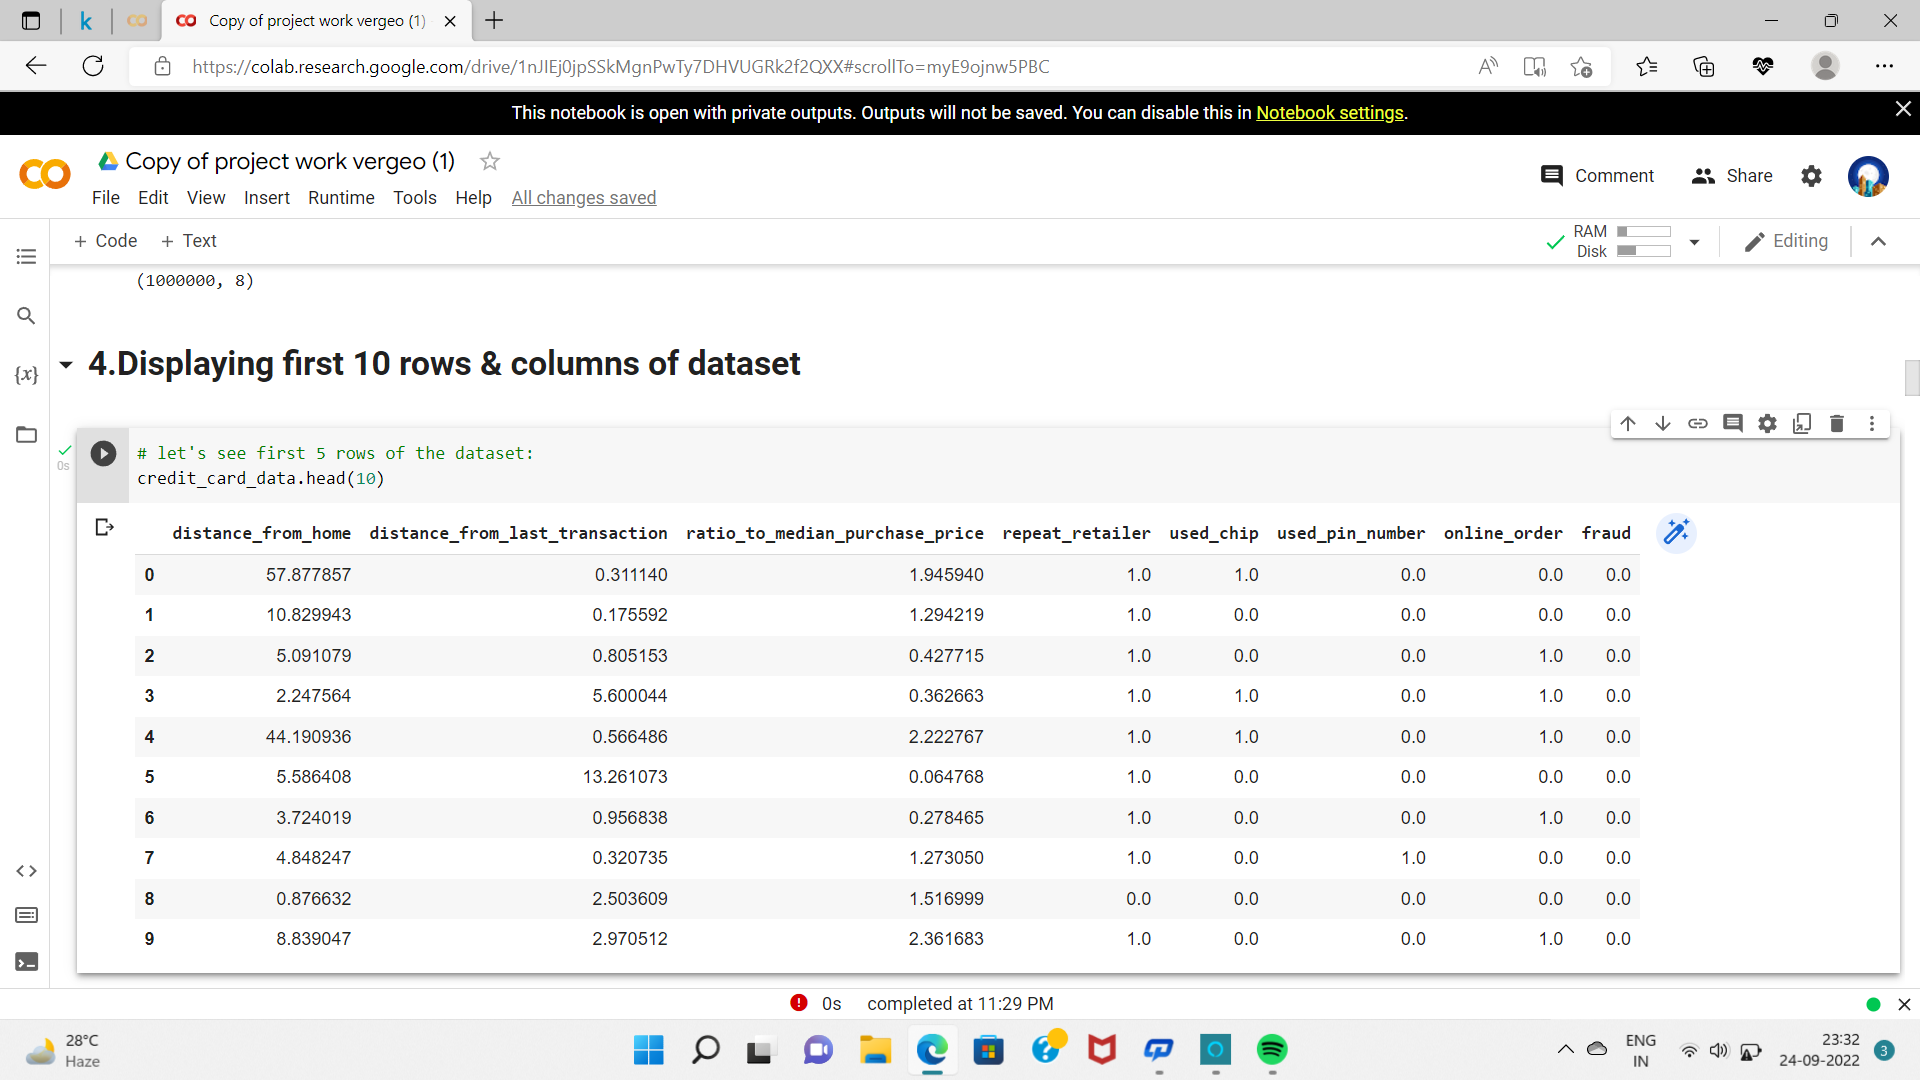 Copy of project work vergeo (1)
https://colab.research.google.com/drive/1nJIEj0jpSSkMgnPwTy7DHVUGRk2f2QXX#scrollTo=myE9ojnw5PBC
This notebook is open with private outputs. Outputs will not be saved. You can disable this in Notebook settings.
Copy of project work vergeo (1)
Comment Share
File Edit View Insert Runtime Tools Help All changes saved
+ Code + Text
RAM
Disk
Editing
(1000000, 8)
4.Displaying first 10 rows & columns of dataset
0s
# let's see first 5 rows of the dataset:
credit_card_data.head(10)
distance_from_home distance_from_last_transaction ratio_to_median_purchase_price repeat_retailer used_chip used_pin_number online_order fraud
0 57.877857 0.311140 1.945940 1.0 1.0 0.0 0.0 0.0
1 10.829943 0.175592 1.294219 1.0 0.0 0.0 0.0 0.0
2 5.091079 0.805153 0.427715 1.0 0.0 0.0 1.0 0.0
3 2.247564 5.600044 0.362663 1.0 1.0 0.0 1.0 0.0
4 44.190936 0.566486 2.222767 1.0 1.0 0.0 1.0 0.0
5 5.586408 13.261073 0.064768 1.0 0.0 0.0 0.0 0.0
6 3.724019 0.956838 0.278465 1.0 0.0 0.0 1.0 0.0
7 4.848247 0.320735 1.273050 1.0 0.0 1.0 0.0 0.0
8 0.876632 2.503609 1.516999 0.0 0.0 0.0 0.0 0.0
9 8.839047 2.970512 2.361683 1.0 0.0 0.0 1.0 0.0
0s completed at 11:29 PM
28°C
Haze
ENG
IN
23:32
24-09-2022
3